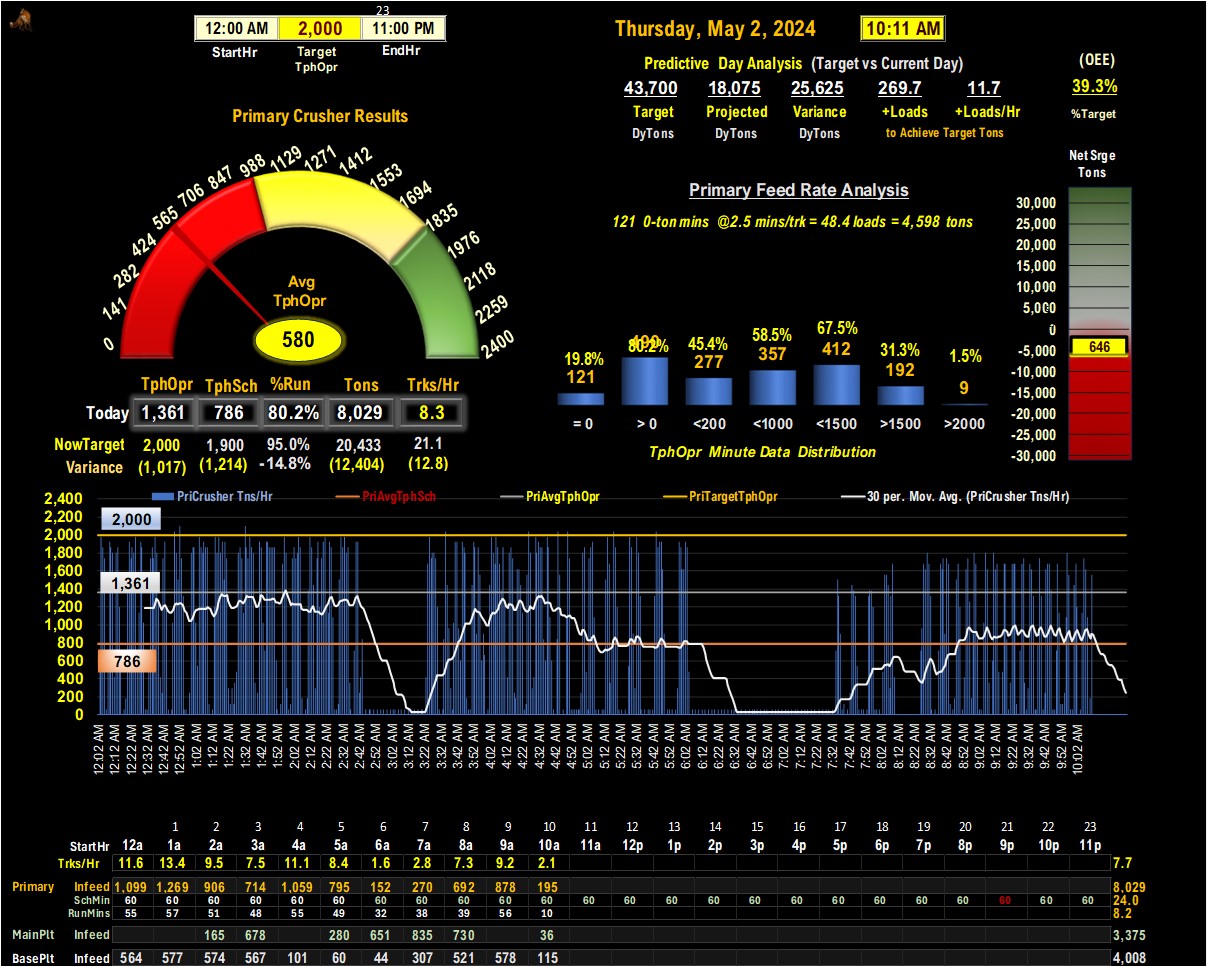 23
12:00 AM 2,000 11:00 PM
StartHr Target TphOpr EndHr
Thursday, May 2, 2024 10:11 AM
Predictive Day Analysis (Target vs Current Day)
43,700 18,075 25,625 269.7 11.7
Target Projected Variance +Loads +Loads/Hr
DyTons DyTons DyTons to Achieve Target Tons
(OEE)
39.3%
%Target
Primary Crusher Results
0 141 282 424 565 706 847 988 1129 1271 1412 1553 1694 1835 1976 2118 2259 2400
Avg
TphOpr
580
TphOpr TphSch %Run Tons Trks/Hr
Today 1,361 786 80.2% 8,029 8.3
NowTarget 2,000 1,900 95.0% 20,433 21.1
Variance (1,017) (1,214) -14.8% (12,404) (12.8)
Primary Feed Rate Analysis
121 0-ton mins @2.5 mins/trk = 48.4 loads = 4,598 tons
19.8% 80.2% 45.4% 58.5% 67.5% 31.3% 1.5%
121 277 357 412 192 9
= 0 > 0 <200 <1000 <1500 >1500 >2000
TphOpr Minute Data Distribution
Net Srge
Tons
30,000
25,000
20,000
15,000
10,000
5,000
0
-5,000
646
-10,000
-15,000
-20,000
-25,000
-30,000
PriCrusher Tns/Hr PriAvgTphSch PriAvgTphOpr PriTargetTphOpr 30 per. Mov. Avg. (PriCrusher Tns/Hr)
2,400
2,200
2,000
1,800
1,600
1,400
1,200
1,000
800
600
400
200
0
2,000
1,361
786
12:02 AM 12:12 AM 12:22 AM 12:32 AM 12:42 AM 12:52 AM 1:02 AM 1:12 AM 1:22 AM 1:32 AM 1:42 AM 1:52 AM 2:02 AM 2:12 AM 2:22 AM 2:32 AM 2:42 AM 2:52 AM 3:02 AM 3:12 AM 3:22 AM 3:32 AM 3:42 AM 3:52 AM 4:02 AM 4:12 AM 4:22 AM 4:32 AM 4:42 AM 4:52 AM 5:02 AM 5:12 AM 5:22 AM 5:32 AM 5:42 AM 5:52 AM 6:02 AM 6:12 AM 6:22 AM 6:32 AM 6:42 AM 6:52 AM 7:02 AM 7:12 AM 7:22 AM 7:32 AM 7:42 AM 7:52 AM 8:02 AM 8:12 AM 8:22 AM 8:32 AM 8:42 AM 8:52 AM 9:02 AM 9:12 AM 9:22 AM 9:32 AM 9:42 AM 9:52 AM 10:02 AM
1 2 3 4 5 6 7 8 9 10 11 12 13 14 15 16 17 18 19 20 21 22 23
StartHr 12a 1a 2a 3a 4a 5a 6a 7a 8a 9a 10a 11a 12p 1p 2p 3p 4p 5p 6p 7p 8p 9p 10p 11p
Trks/Hr 11.6 13.4 9.5 7.5 11.1 8.4 1.6 2.8 7.3 9.2 2.1 7.7
Primary Infeed 1,099 1,269 906 714 1,059 795 152 270 692 878 195 8,029
SchMin 60 60 60 60 60 60 60 60 60 60 60 60 60 60 60 60 60 60 60 60 60 60 60 60 24.0
RunMins 55 57 51 48 55 49 32 38 39 56 10 8.2
MainPlt Infeed 165 678 280 651 835 730 36 3,375
BasePlt Infeed 564 577 574 567 101 60 44 307 521 578 115 4,008